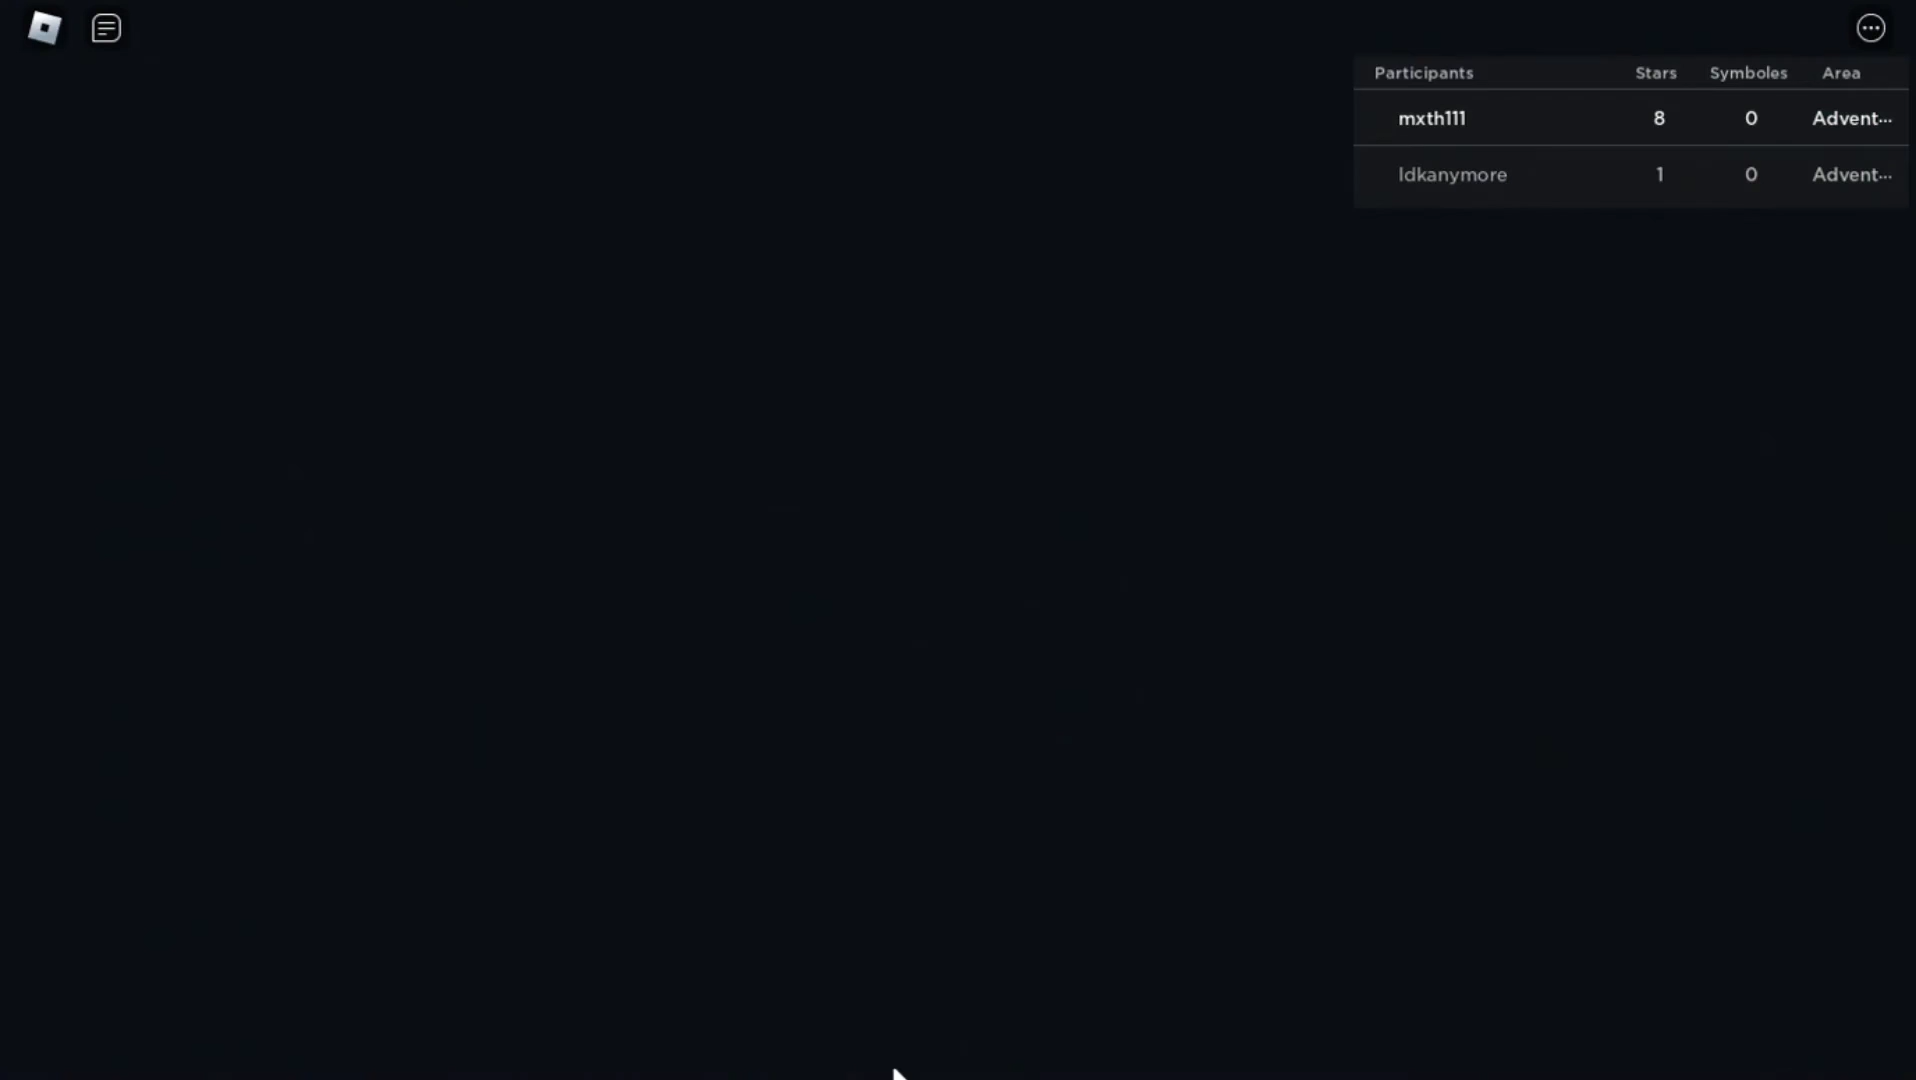 Participants Stars Symboles Area
mxth111 8 0 Advent...
Idkanymore 1 0 Advent...